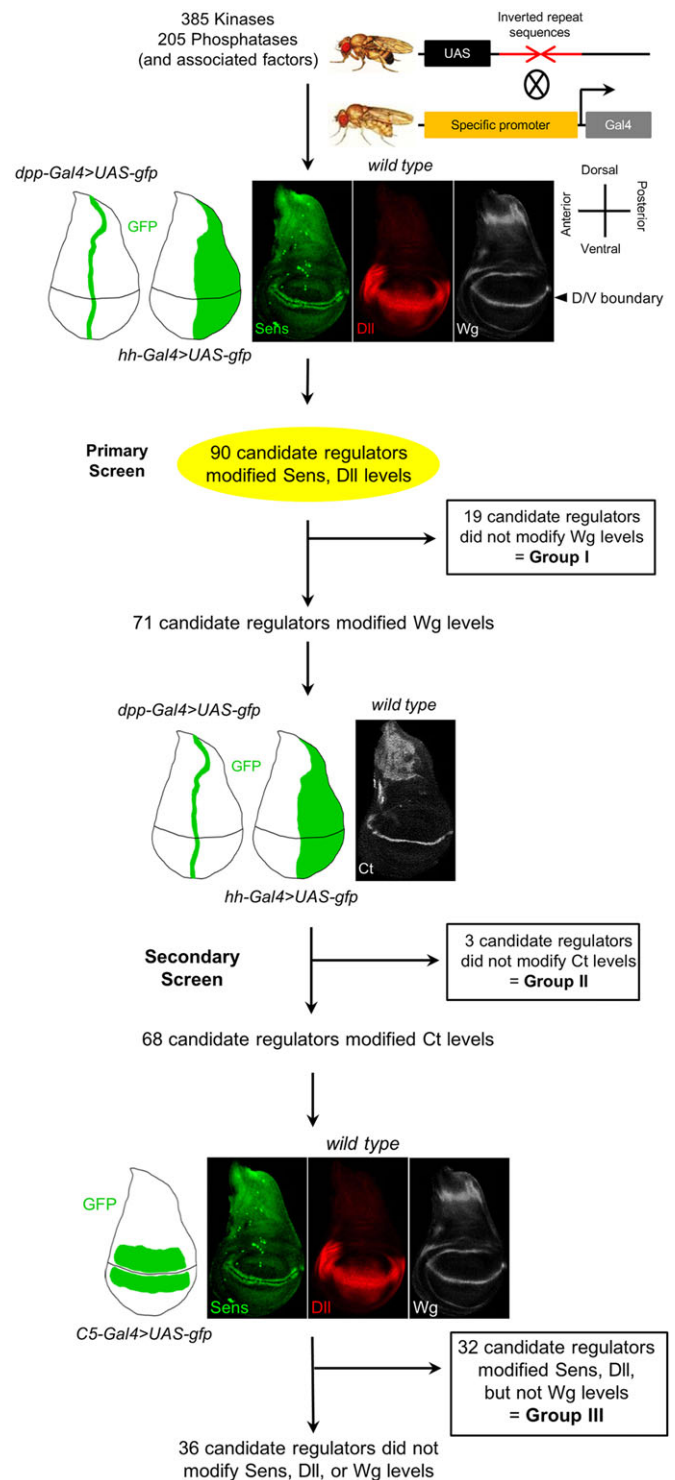 385 Kinases
205 Phosphatases
(and associated factors)
Inverted repeat
sequences
UAS
Specific promoter
Gal4
dpp-Gal4>UAS-gfp
GFP
hh-Gal4>UAS-gfp
wild type
Sens
Dll
Wg
Dorsal
Anterior
Posterior
Ventral
D/V boundary
Primary
Screen
90 candidate regulators
modified Sens, Dll levels
19 candidate regulators
did not modify Wg levels
= Group I
71 candidate regulators modified Wg levels
dpp-Gal4>UAS-gfp
GFP
hh-Gal4>UAS-gfp
wild type
Ct
Secondary
Screen
3 candidate regulators
did not modify Ct levels
= Group II
68 candidate regulators modified Ct levels
wild type
GFP
C5-Gal4>UAS-gfp
Sens
Dll
Wg
32 candidate regulators
modified Sens, Dll,
but not Wg levels
= Group III
36 candidate regulators did not
modify Sens, Dll, or Wg levels